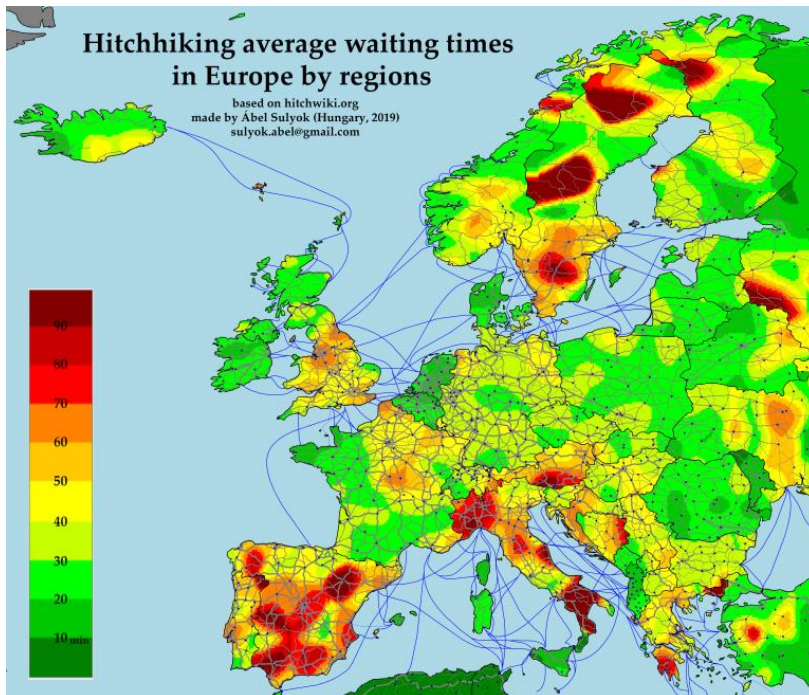 Hitchhiking average waiting times
in Europe by regions
based on hitchwiki.org
made by Ábel Sulyok (Hungary, 2019)
sulyok.abel@gmail.com
90
80
70
60
50
40
30
20
10 min